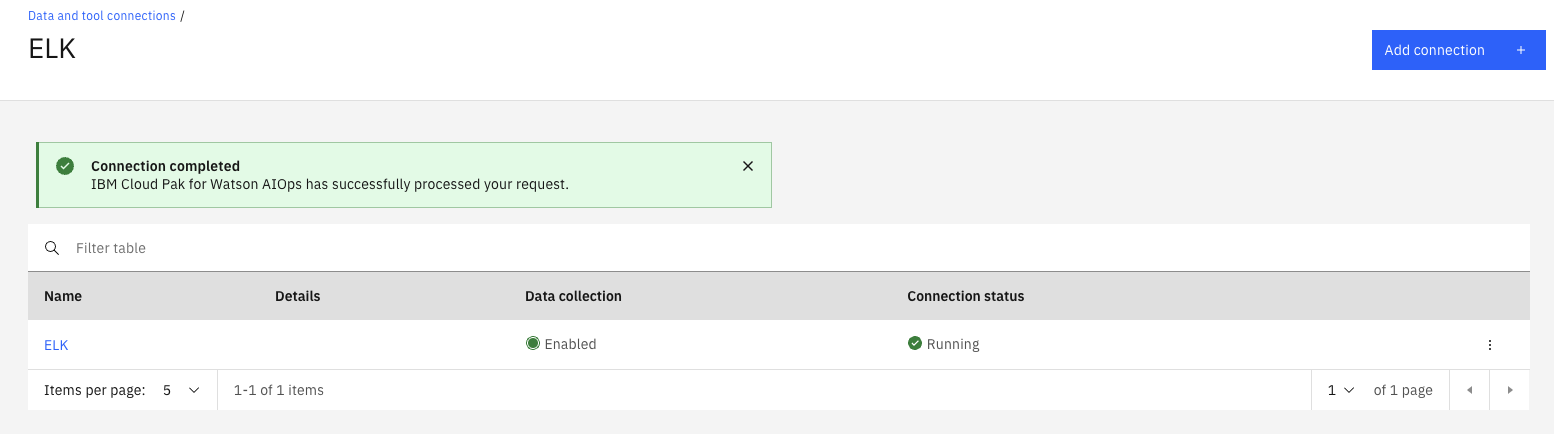 Data and tool connections /
ELK
Add connection +
Connection completed
IBM Cloud Pak for Watson AIOps has successfully processed your request.
Filter table
Name Details Data collection Connection status
ELK Enabled Running
Items per page: 5 1-1 of 1 items 1 of 1 page